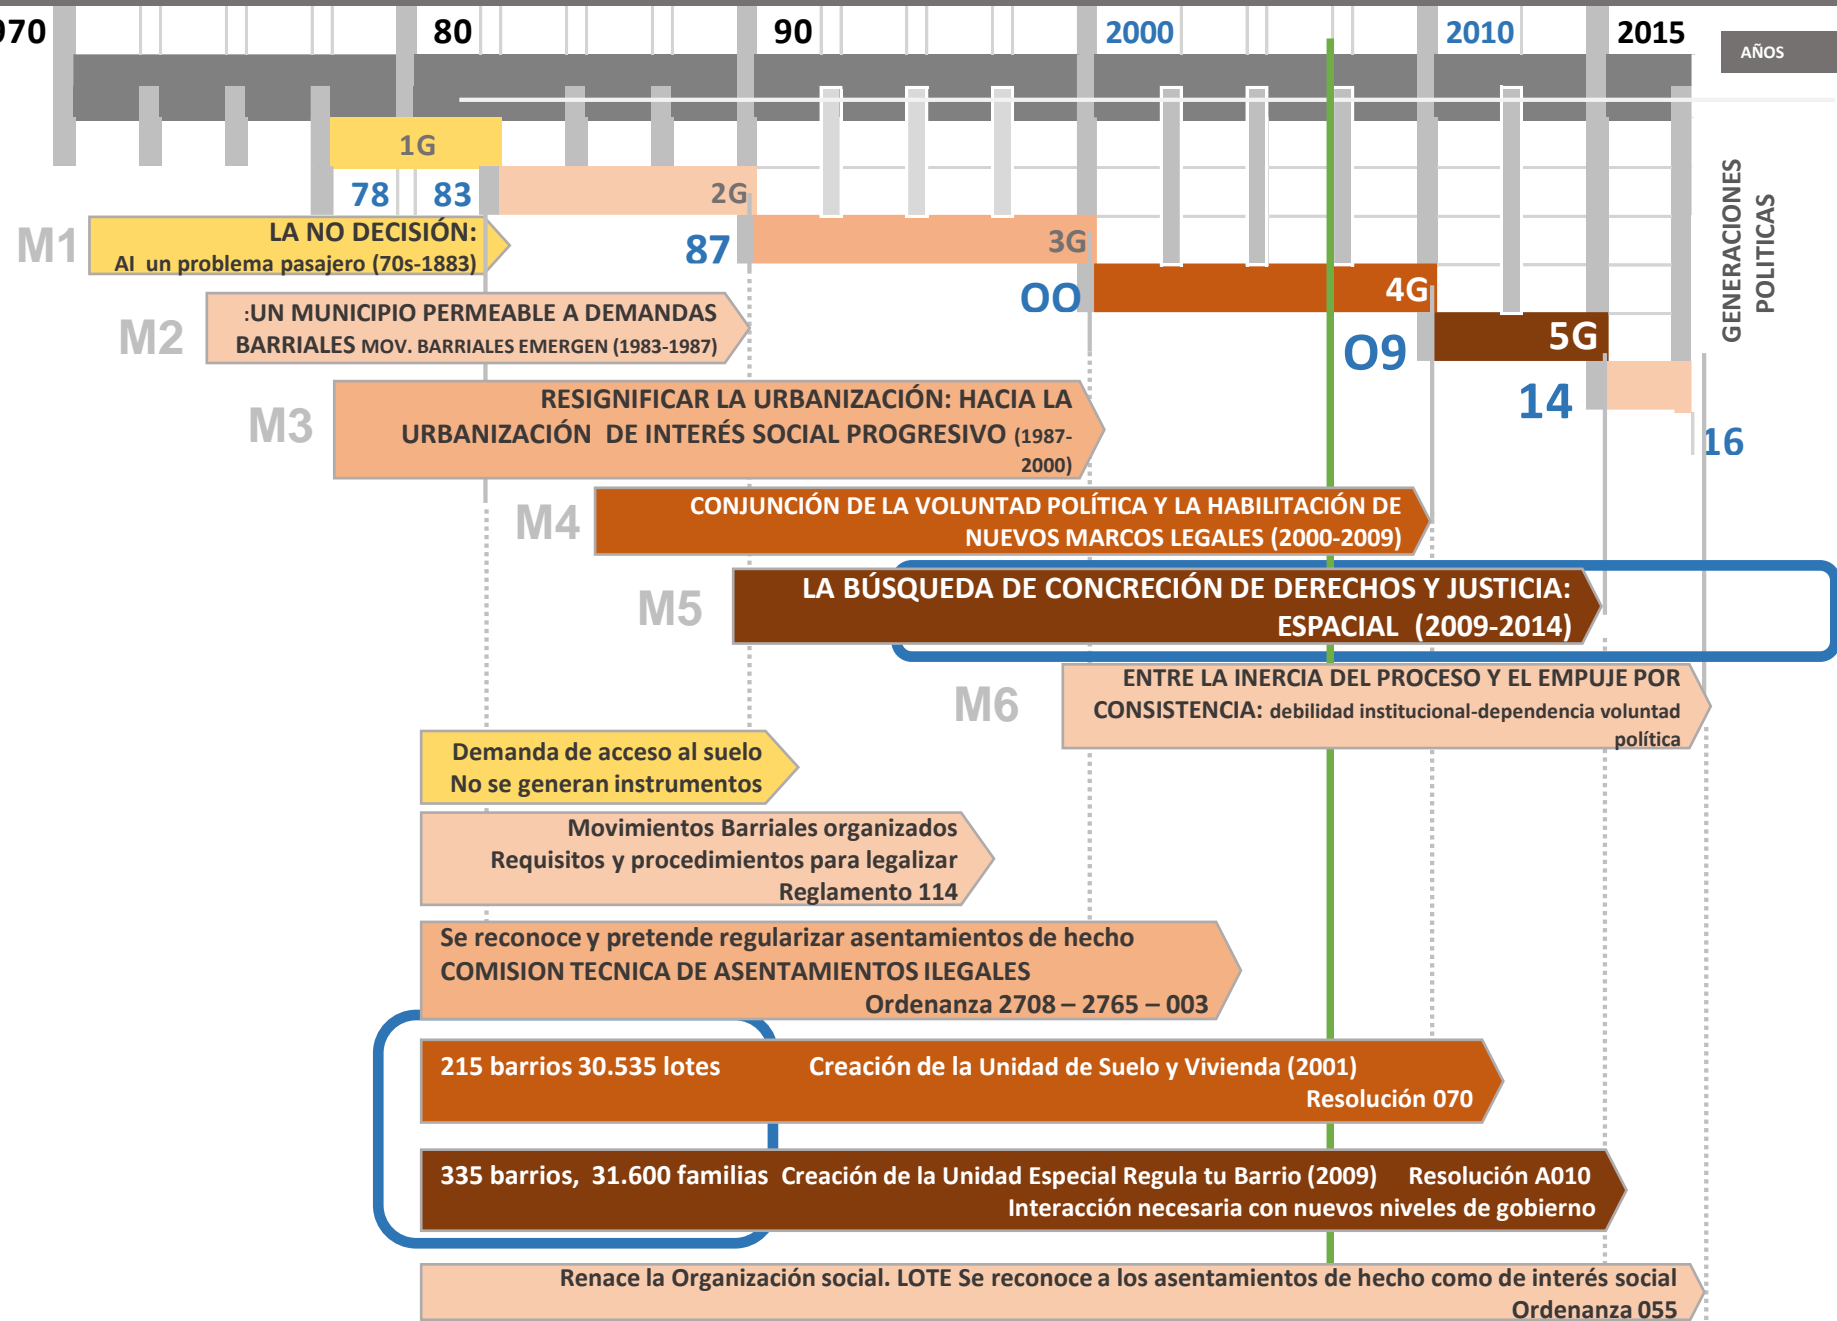 970 80 90 2000 2010 2015
AÑOS
1G
78 83
2G
87
3G
OO
4G
O9
5G
14
16
GENERACIONES
POLITICAS
M1
LA NO DECISIÓN:
AI un problema pasajero (70s-1883)
M2
:UN MUNICIPIO PERMEABLE A DEMANDAS
BARRIALES MOV. BARRIALES EMERGEN (1983-1987)
M3
RESIGNIFICAR LA URBANIZACIÓN: HACIA LA
URBANIZACIÓN DE INTERÉS SOCIAL PROGRESIVO (1987-
2000)
M4
CONJUNCIÓN DE LA VOLUNTAD POLÍTICA Y LA HABILITACIÓN DE
NUEVOS MARCOS LEGALES (2000-2009)
M5
LA BÚSQUEDA DE CONCRECIÓN DE DERECHOS Y JUSTICIA:
ESPACIAL (2009-2014)
M6
ENTRE LA INERCIA DEL PROCESO Y EL EMPUJE POR
CONSISTENCIA: debilidad institucional-dependencia voluntad
política
Demanda de acceso al suelo
No se generan instrumentos
Movimientos Barriales organizados
Requisitos y procedimientos para legalizar
Reglamento 114
Se reconoce y pretende regularizar asentamientos de hecho
COMISION TECNICA DE ASENTAMIENTOS ILEGALES
Ordenanza 2708 – 2765 – 003
215 barrios 30.535 lotes Creación de la Unidad de Suelo y Vivienda (2001)
Resolución 070
335 barrios, 31.600 familias Creación de la Unidad Especial Regula tu Barrio (2009) Resolución A010
Interacción necesaria con nuevos niveles de gobierno
Renace la Organización social. LOTE Se reconoce a los asentamientos de hecho como de interés social
Ordenanza 055